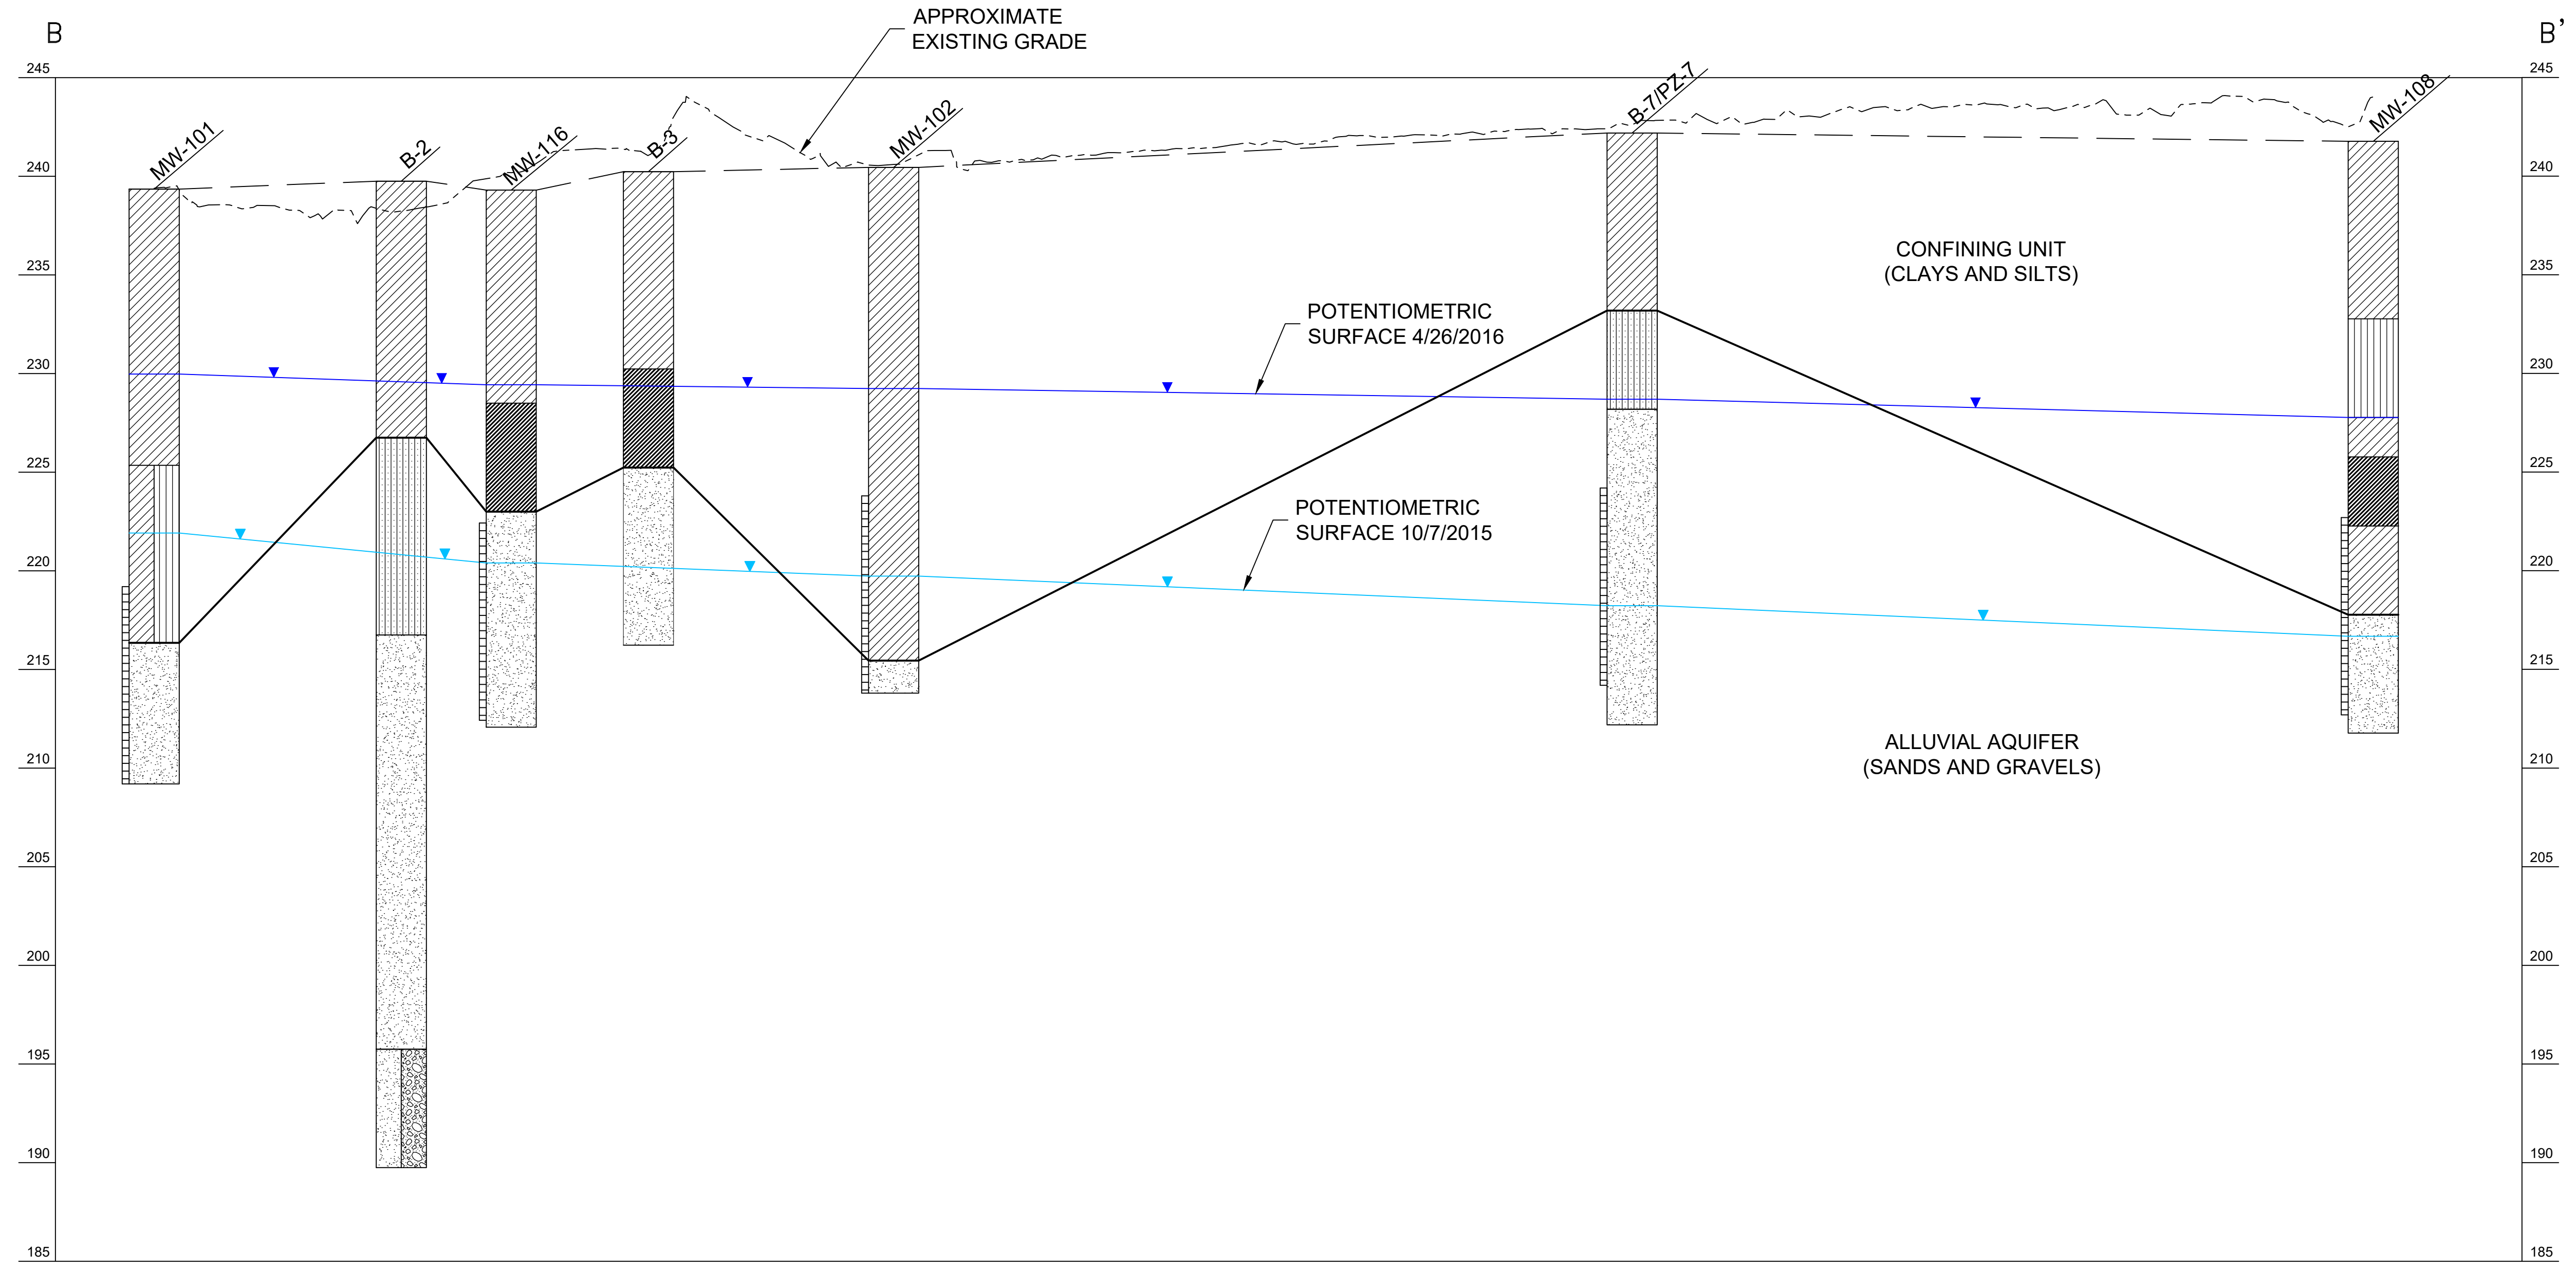 B
B'
APPROXIMATE
EXISTING GRADE
245
245
MW-101
B-2
MW-116
B-3
MW-102
B-7/PZ-7
MW-108
240
240
CONFINING UNIT
(CLAYS AND SILTS)
235
235
POTENTIOMETRIC
SURFACE 4/26/2016
230
230
225
225
POTENTIOMETRIC
SURFACE 10/7/2015
220
220
215
215
ALLUVIAL AQUIFER
(SANDS AND GRAVELS)
210
210
205
205
200
200
195
195
190
190
185
185